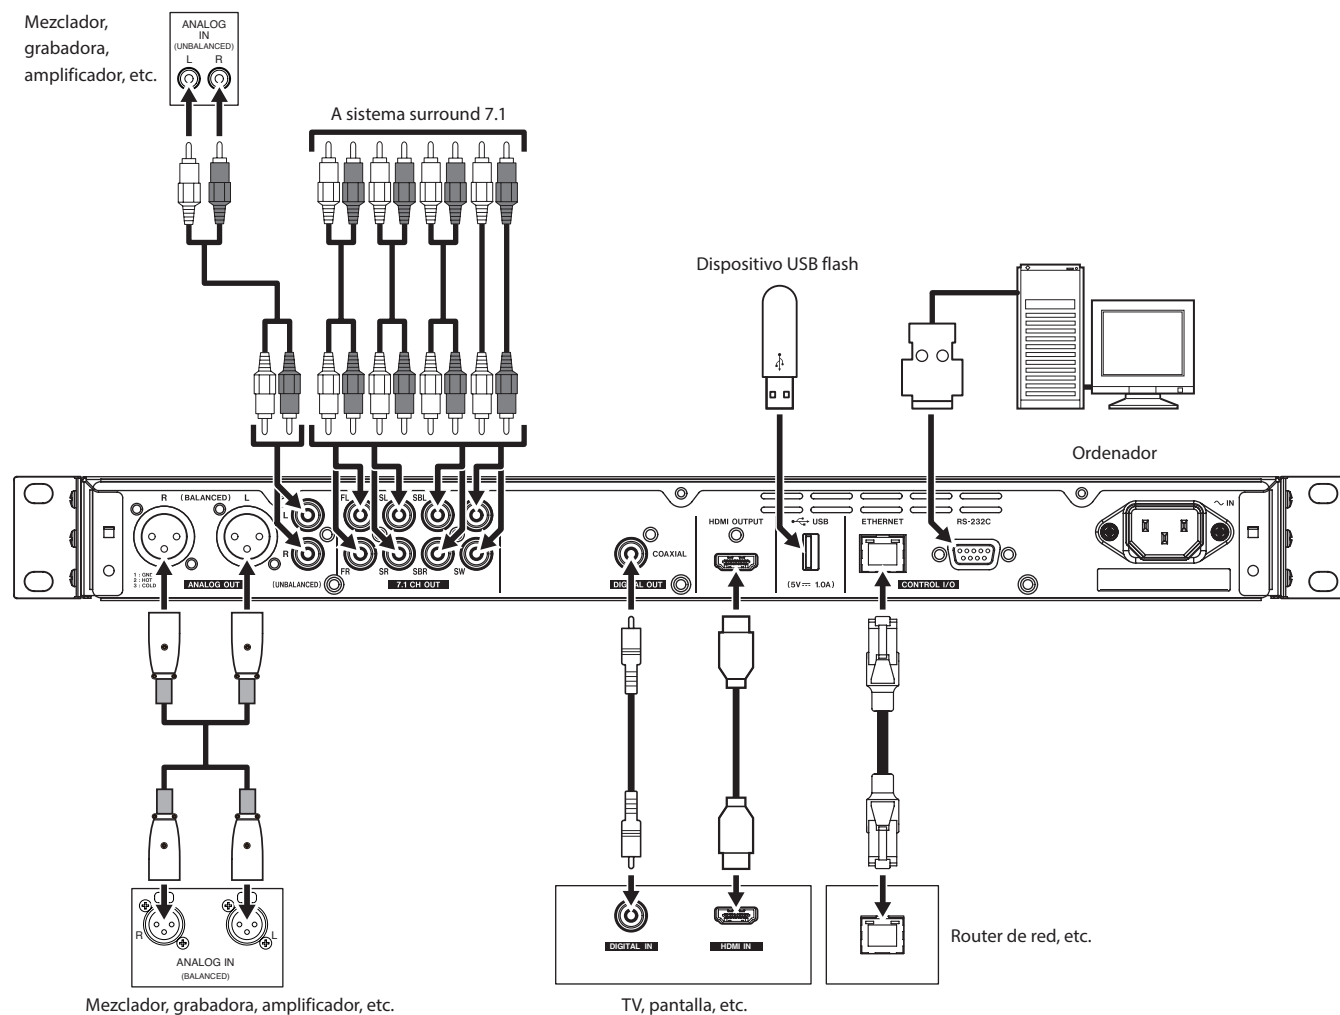 Mezclador,
grabadora,
amplificador, etc.
ANALOG
IN
(UNBALANCED)
L R
A sistema surround 7.1
Dispositivo USB flash
Ordenador
R (BALANCED) L
L
R
FL SL SBL
FR SR SBR SW
1 : GND
2 : HOT
3 : COLD
ANALOG OUT
(UNBALANCED)
7.1 CH OUT
COAXIAL
HDMI OUTPUT
USB
(5V 1.0A)
ETHERNET
RS-232C
CONTROL I/O
~ IN
R
L
ANALOG IN
(BALANCED)
Mezclador, grabadora, amplificador, etc.
DIGITAL IN
HDMI IN
TV, pantalla, etc.
Router de red, etc.